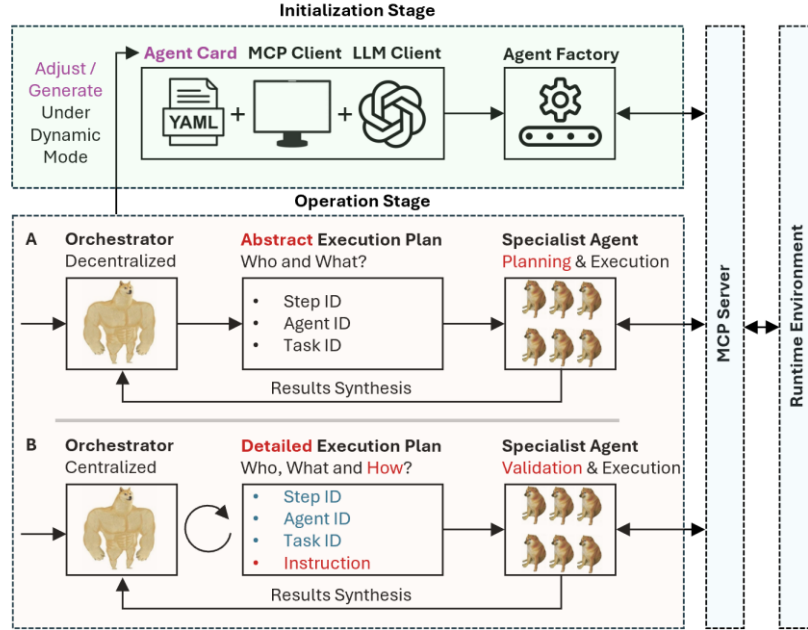 Initialization Stage
Agent Card
MCP Client
LLM Client
Agent Factory
Adjust /
Generate
Under
Dynamic
Mode
YAML
+
+
Operation Stage
A
Orchestrator
Decentralized
Abstract Execution Plan
Who and What?
• Step ID
• Agent ID
• Task ID
Specialist Agent
Planning & Execution
Results Synthesis
B
Orchestrator
Centralized
Detailed Execution Plan
Who, What and How?
• Step ID
• Agent ID
• Task ID
• Instruction
Specialist Agent
Validation & Execution
Results Synthesis
MCP Server
Runtime Environment